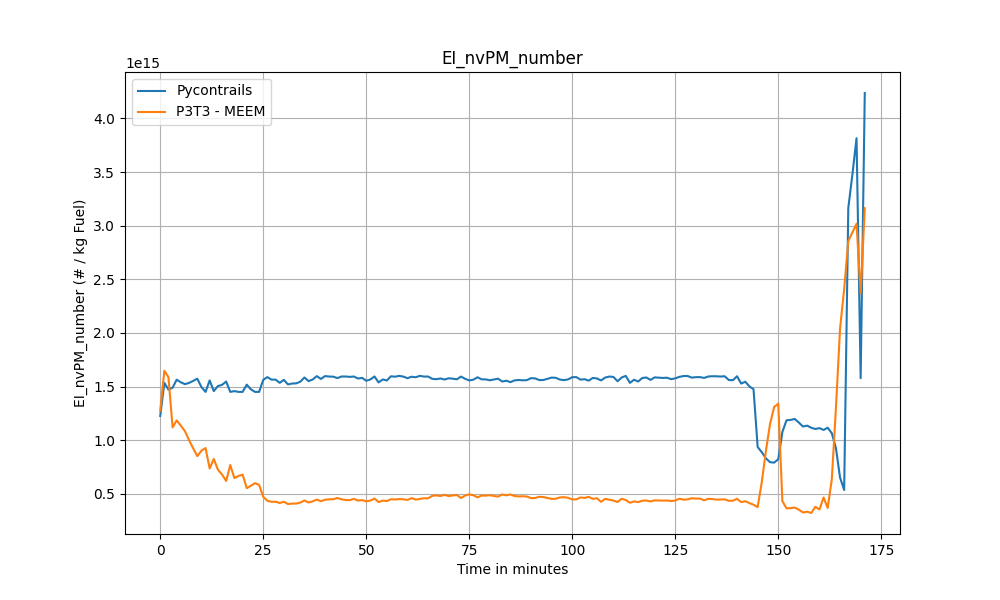 EI_nvPM_number
1e15
Pycontrails
P3T3 - MEEM
4.0
3.5
3.0
2.5
2.0
1.5
1.0
0.5
EI_nvPM_number (# / kg Fuel)
0
25
50
75
100
125
150
175
Time in minutes